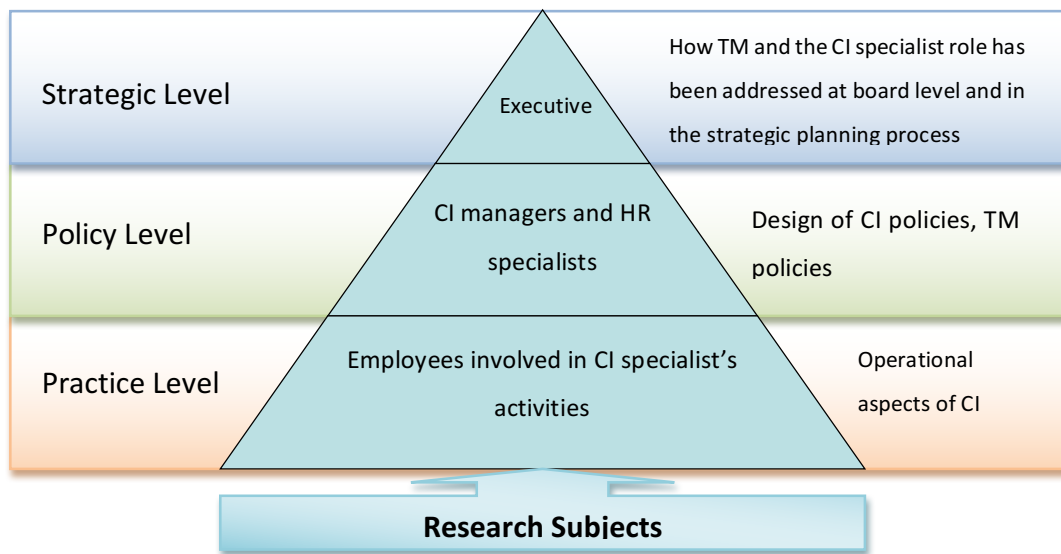 Strategic Level
Executive
How TM and the CI specialist role has
been addressed at board level and in
the strategic planning process
Policy Level
CI managers and HR
specialists
Design of CI policies, TM
policies
Practice Level
Employees involved in CI specialist’s
activities
Operational
aspects of CI
Research Subjects